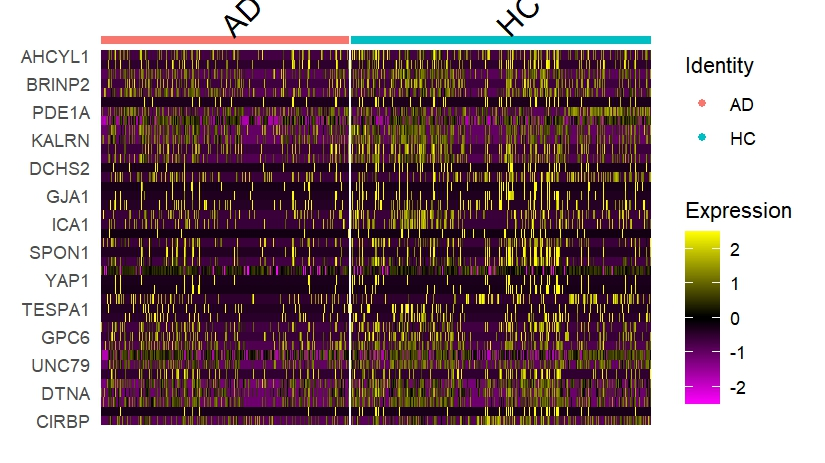 AD
HC
AHCYL1
BRINP2
PDE1A
KALRN
DCHS2
GJA1
ICA1
SPON1
YAP1
TESPA1
GPC6
UNC79
DTNA
CIRBP
Identity
AD
HC
Expression
2
1
0
-1
-2